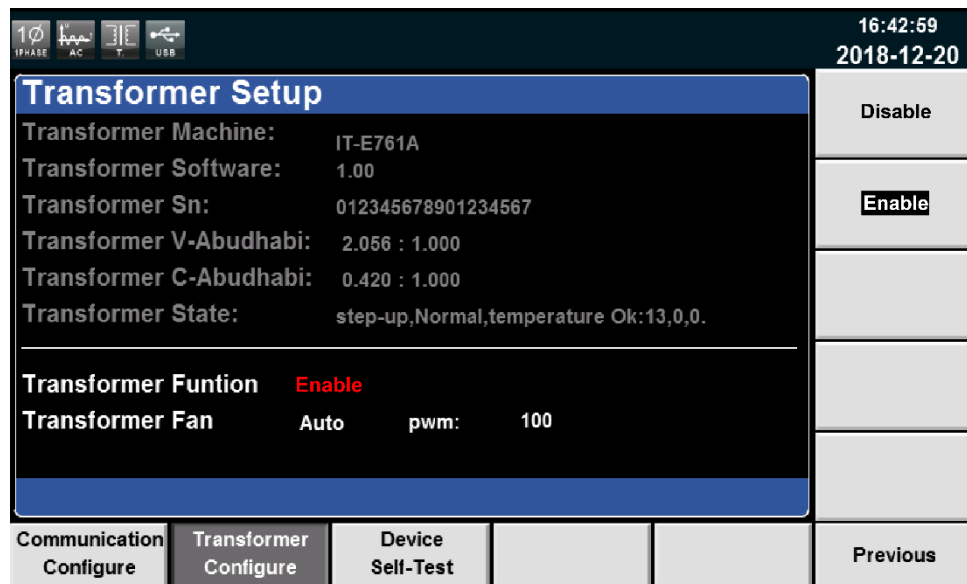 1Ø
1PHASE
AC
T.
USB
16:42:59
2018-12-20
Transformer Setup
Transformer Machine: IT-E761A
Transformer Software: 1.00
Transformer Sn: 012345678901234567
Transformer V-Abudhabi: 2.056 : 1.000
Transformer C-Abudhabi: 0.420 : 1.000
Transformer State: step-up,Normal,temperature Ok:13,0,0.
Transformer Funtion Enable
Transformer Fan Auto pwm: 100
Disable
Enable
Communication
Configure
Transformer
Configure
Device
Self-Test
Previous